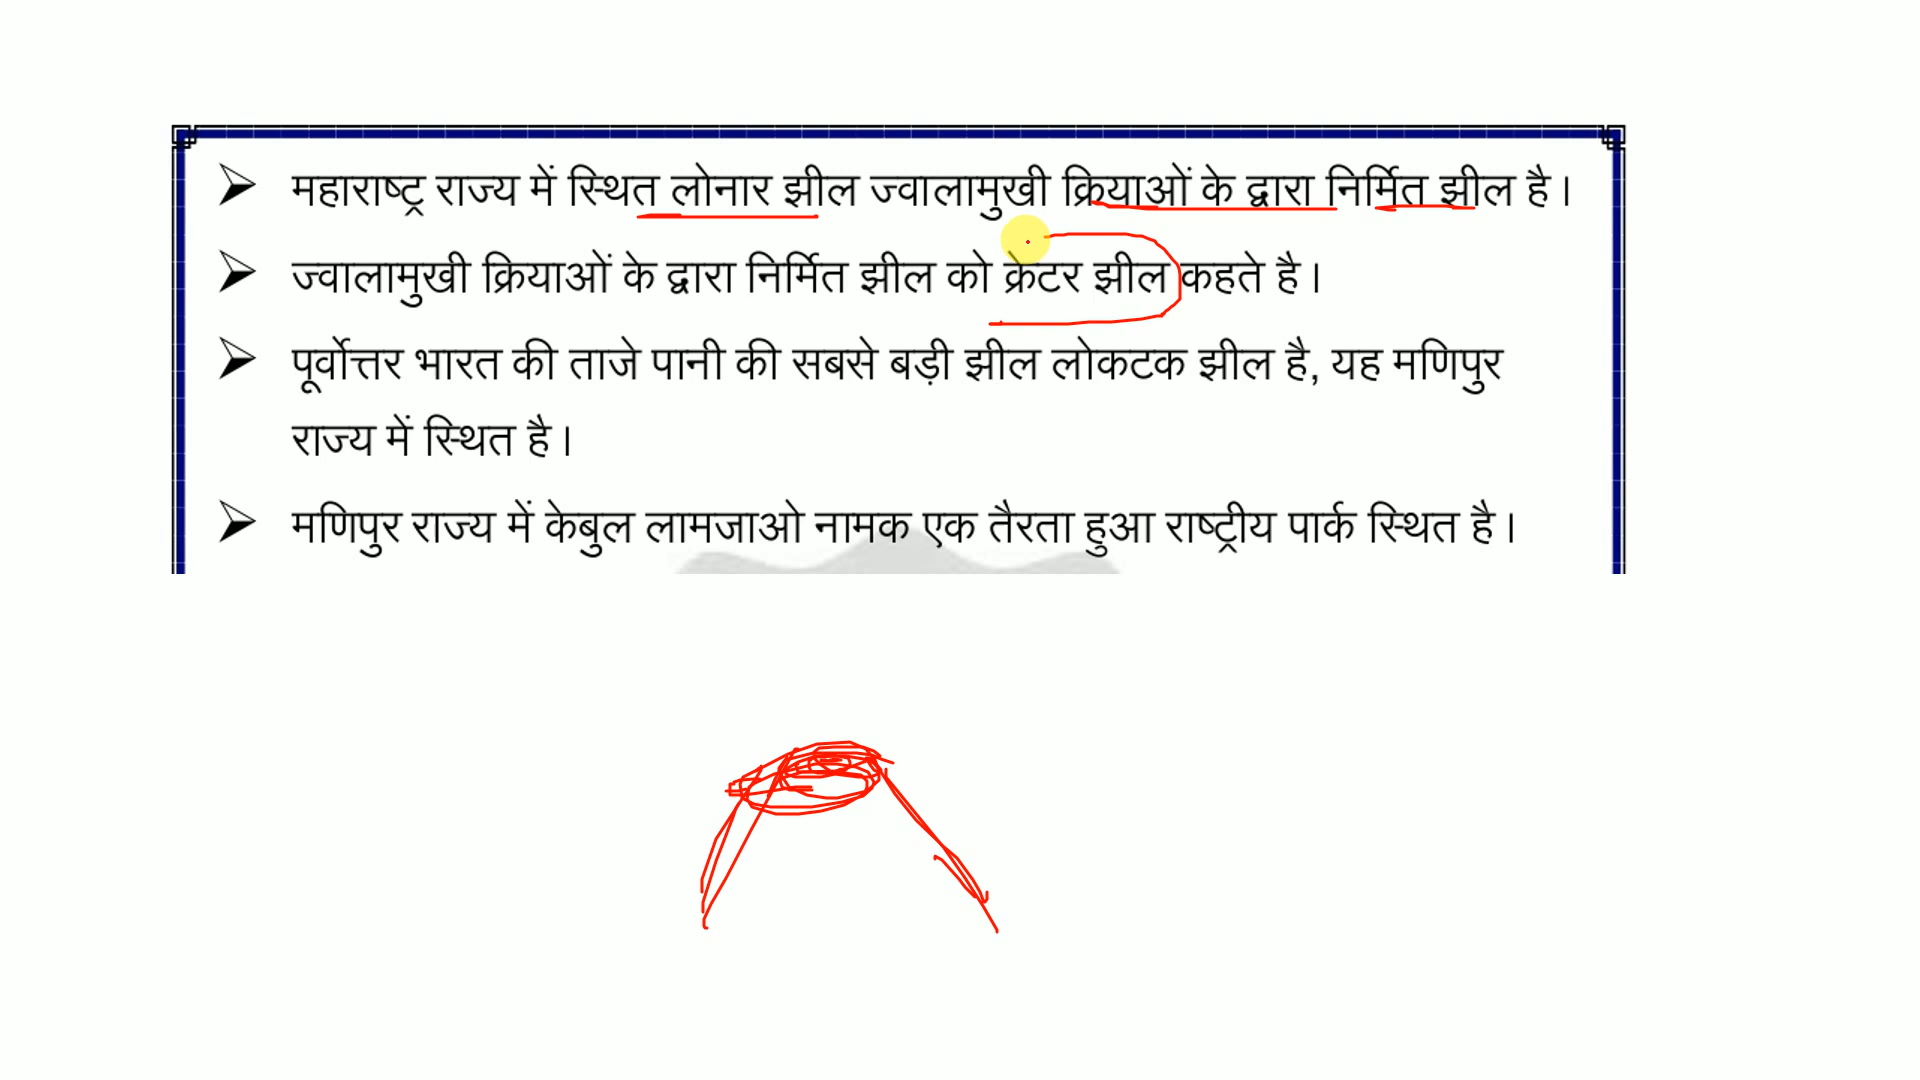 ➢ महाराष्ट्र राज्य में स्थित लोनार झील ज्वालामुखी क्रियाओं के द्वारा निर्मित झील है।
➢ ज्वालामुखी क्रियाओं के द्वारा निर्मित झील को क्रेटर झील कहते है।
➢ पूर्वोत्तर भारत की ताजे पानी की सबसे बड़ी झील लोकटक झील है, यह मणिपुर
राज्य में स्थित है।
➢ मणिपुर राज्य में केबुल लामजाओ नामक एक तैरता हुआ राष्ट्रीय पार्क स्थित है।